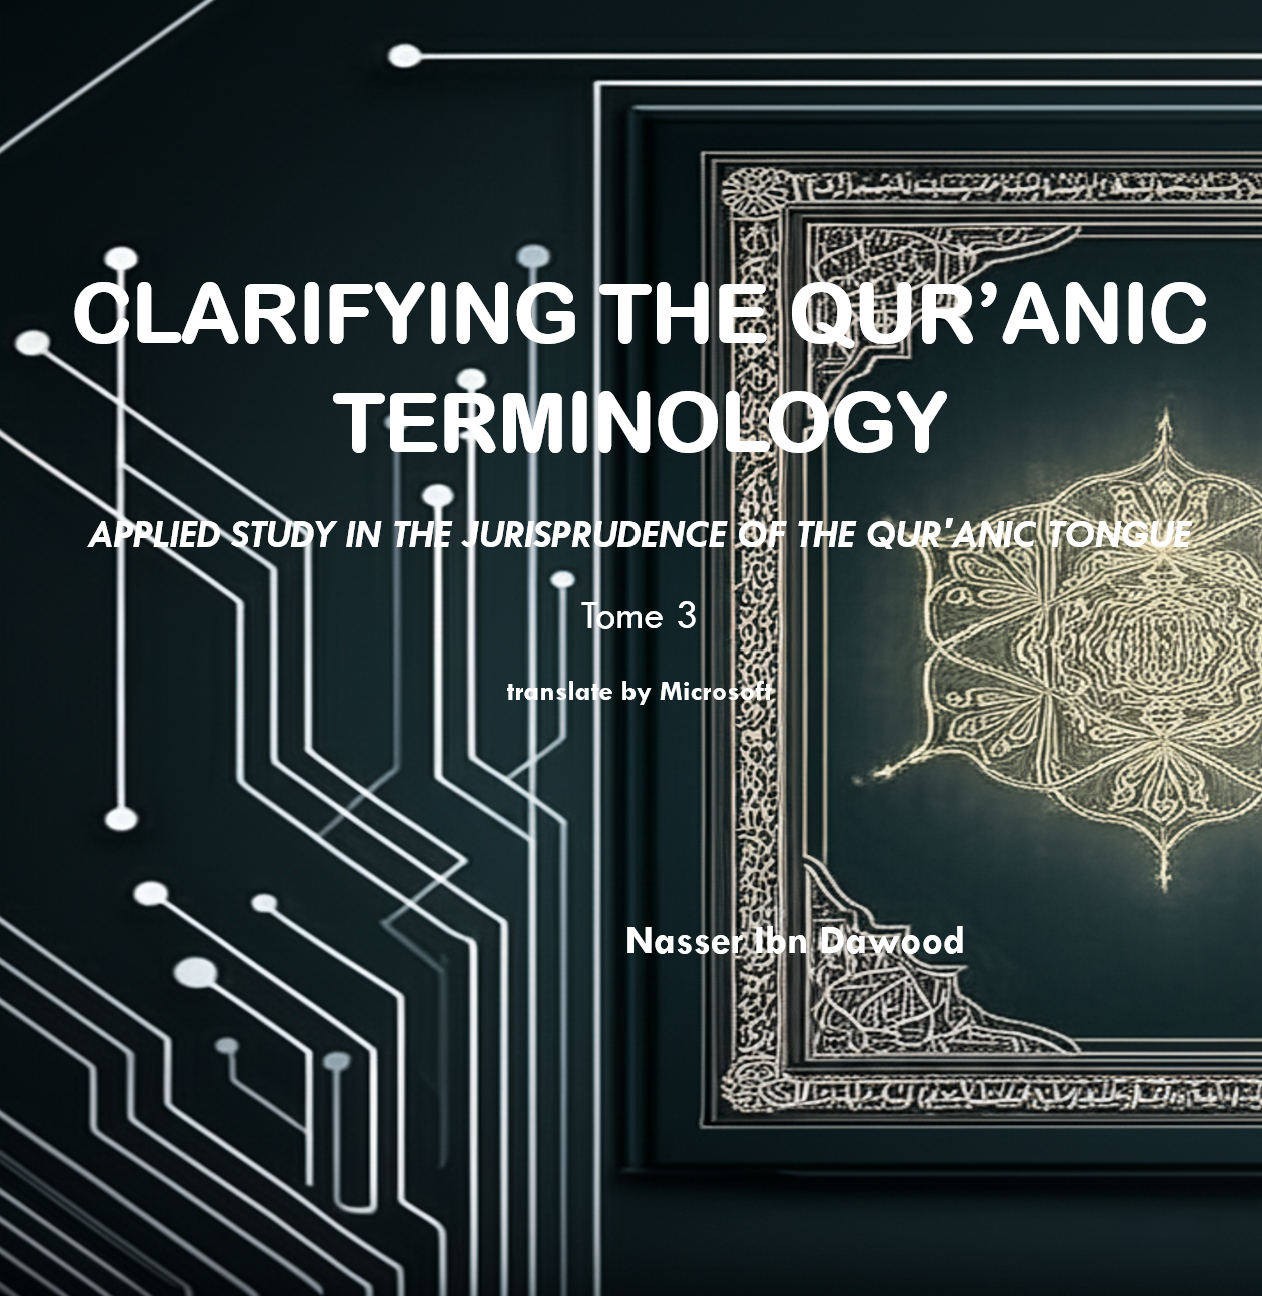 CLARIFYING THE QUR’ANIC
TERMINOLOGY
APPLIED STUDY IN THE JURISPRUDENCE OF THE QUR'ANIC TONGUE
Tome 3
translate by Microsoft
Nasser Ibn Dawood